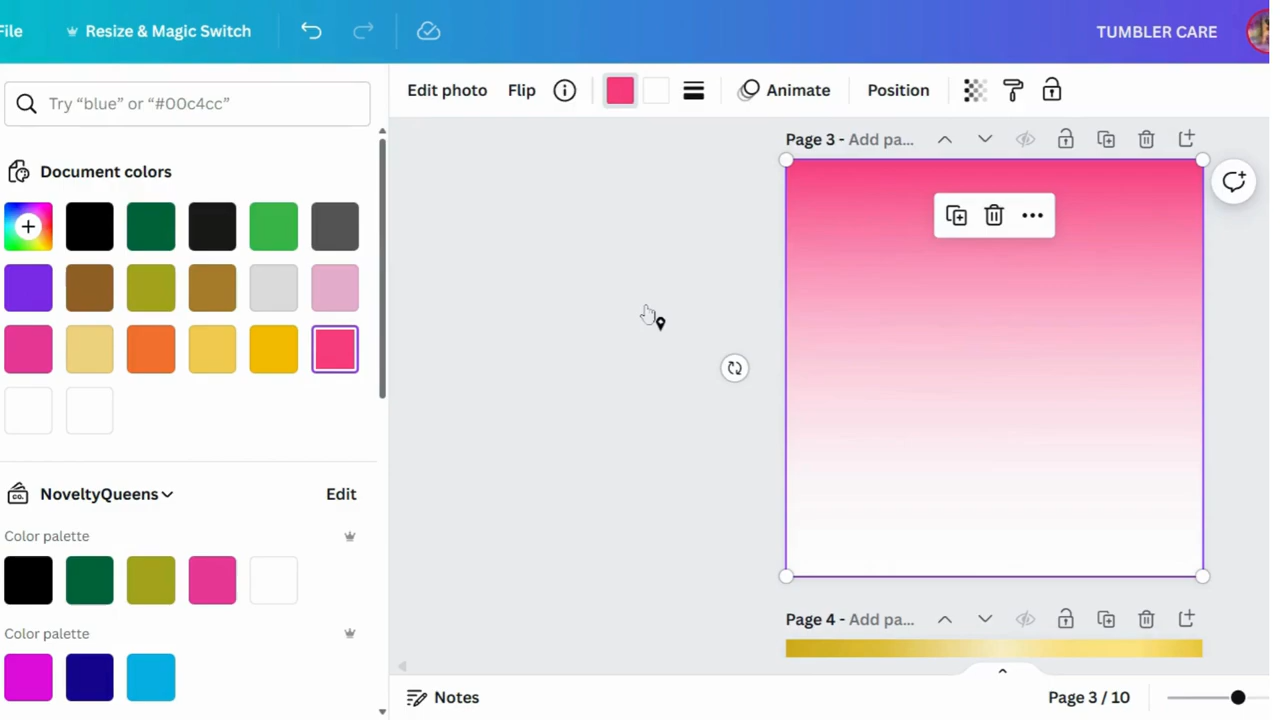 File
Resize & Magic Switch
TUMBLER CARE
Try “blue” or “#00c4cc”
Edit photo
Flip
Animate
Position
Page 3 - Add pa...
Document colors
NoveltyQueens
Edit
Color palette
Color palette
Page 4 - Add pa...
Notes
Page 3 / 10